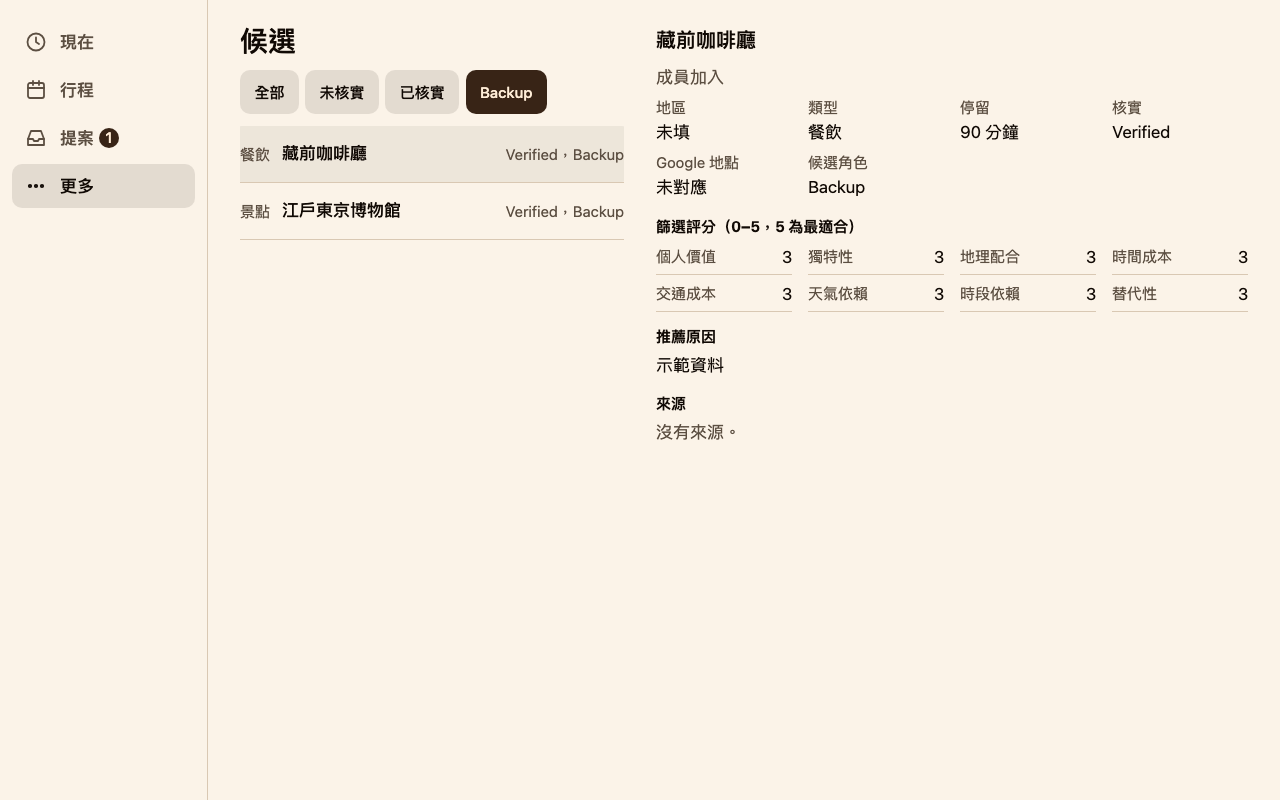 現在
行程
提案 1
更多
候選
全部 未核實 已核實 Backup
餐飲 藏前咖啡廳 Verified，Backup
景點 江戶東京博物館 Verified，Backup
藏前咖啡廳
成員加入
地區 類型 停留 核實
未填 餐飲 90 分鐘 Verified
Google 地點 候選角色
未對應 Backup
篩選評分（0–5，5 為最適合）
個人價值 3 獨特性 3 地理配合 3 時間成本 3
交通成本 3 天氣依賴 3 時段依賴 3 替代性 3
推薦原因
示範資料
來源
沒有來源。